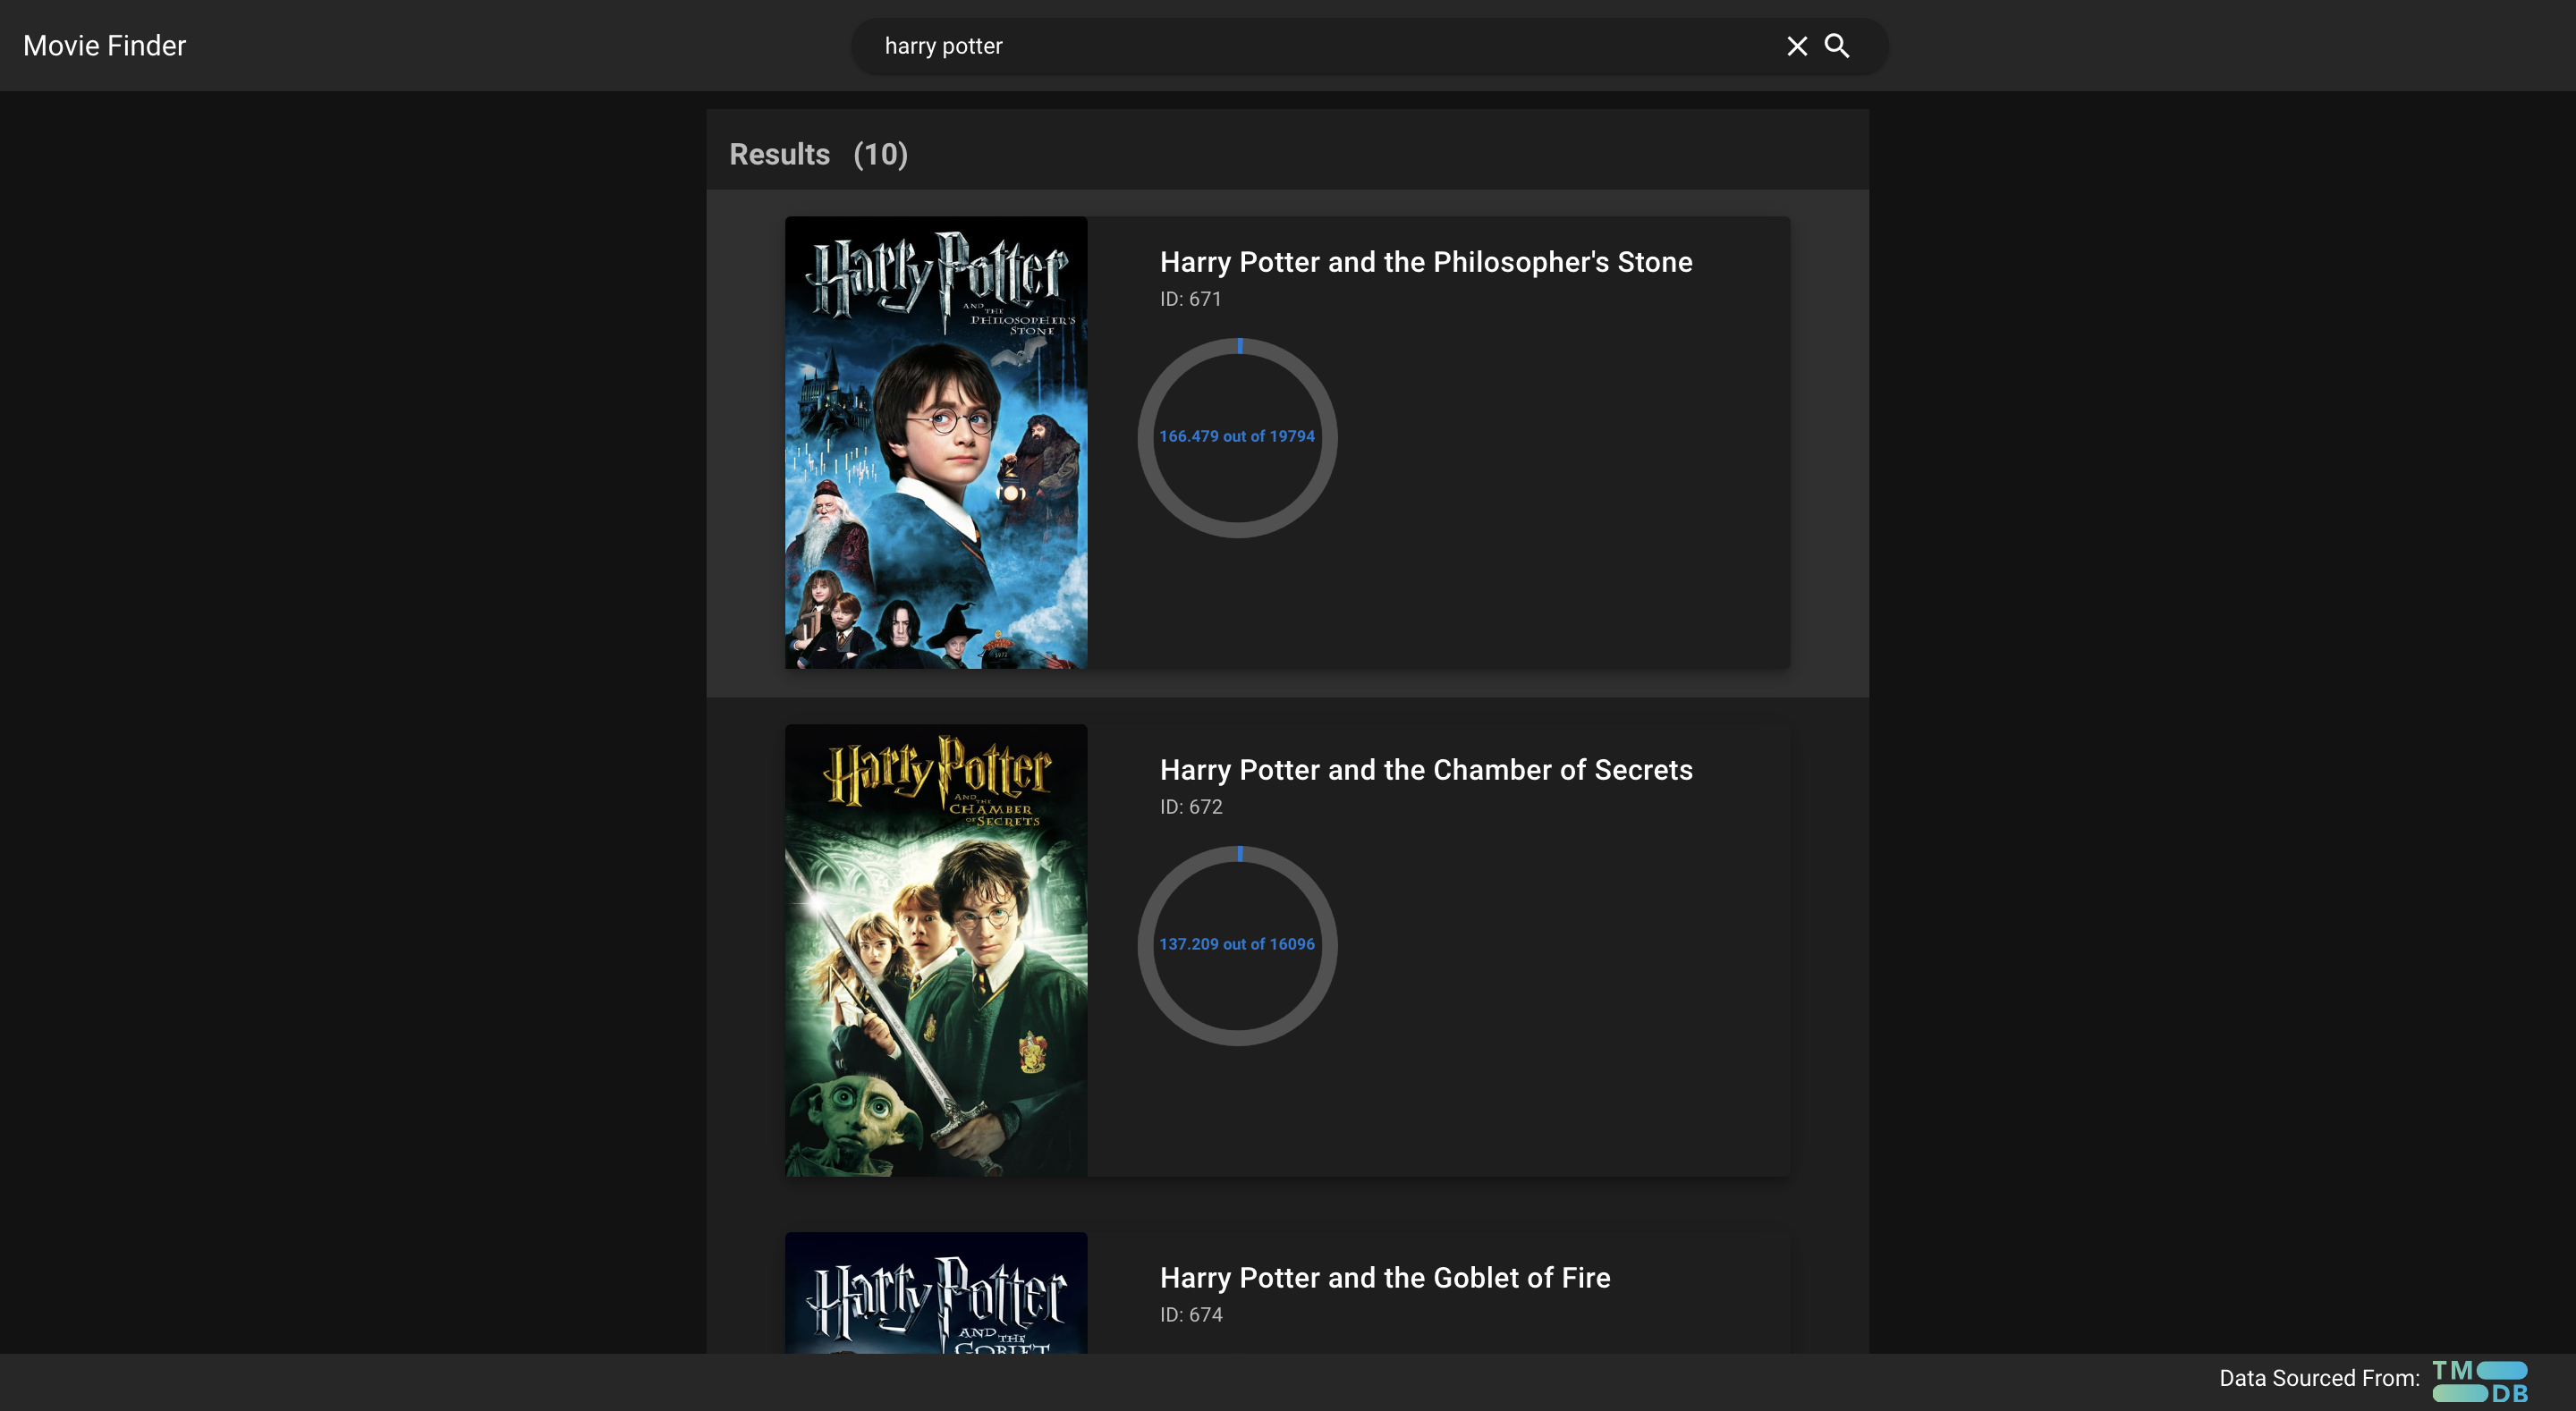 Movie Finder
harry potter
Results (10)
Harry Potter
AND
THE
PHILOSOPHER'S
STONE
Harry Potter and the Philosopher's Stone
ID: 671
166.479 out of 19794
Harry Potter
AND
THE
CHAMBER
OF SECRETS
Harry Potter and the Chamber of Secrets
ID: 672
137.209 out of 16096
Harry Potter
AND THE
GOBLET
Harry Potter and the Goblet of Fire
ID: 674
Data Sourced From:
TM
DB